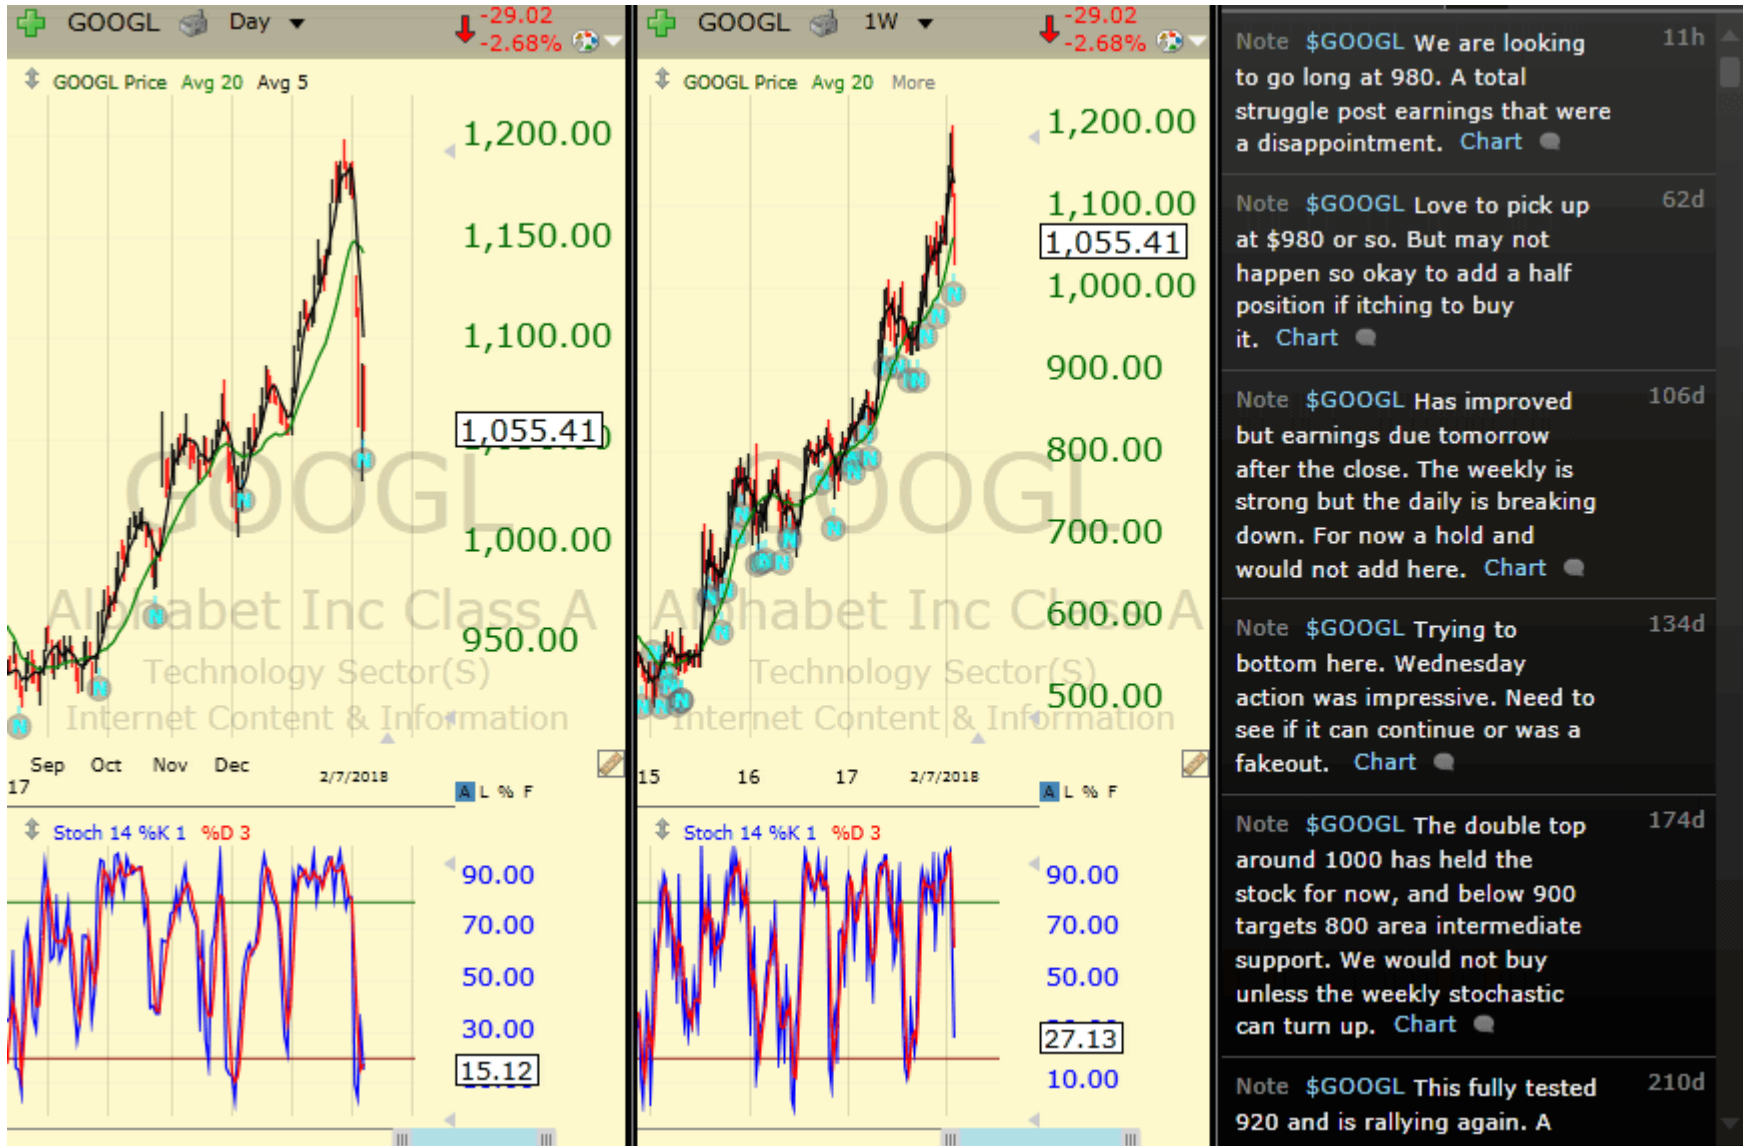 GOOGL Day
-29.02
-2.68%
GOOGL Price Avg 20 Avg 5
1,200.00
1,150.00
1,100.00
1,055.41
1,000.00
950.00
GOOGL
Alphabet Inc Class A
Technology Sector(S)
Internet Content & Information
N
N
N
N
N
Sep Oct Nov Dec
17
2/7/2018
A L % F
Stoch 14 %K 1 %D 3
90.00
70.00
50.00
30.00
15.12
GOOGL 1W
-29.02
-2.68%
GOOGL Price Avg 20 More
1,200.00
1,100.00
1,055.41
1,000.00
900.00
800.00
700.00
600.00
500.00
GOOGL
Alphabet Inc Class A
Technology Sector(S)
Internet Content & Information
15 16 17 2/7/2018
A L % F
Stoch 14 %K 1 %D 3
90.00
70.00
50.00
27.13
10.00
Note $GOOGL We are looking 11h
to go long at 980. A total
struggle post earnings that were
a disappointment. Chart
Note $GOOGL Love to pick up 62d
at $980 or so. But may not
happen so okay to add a half
position if itching to buy
it. Chart
Note $GOOGL Has improved 106d
but earnings due tomorrow
after the close. The weekly is
strong but the daily is breaking
down. For now a hold and
would not add here. Chart
Note $GOOGL Trying to 134d
bottom here. Wednesday
action was impressive. Need to
see if it can continue or was a
fakeout. Chart
Note $GOOGL The double top 174d
around 1000 has held the
stock for now, and below 900
targets 800 area intermediate
support. We would not buy
unless the weekly stochastic
can turn up. Chart
Note $GOOGL This fully tested 210d
920 and is rallying again. A